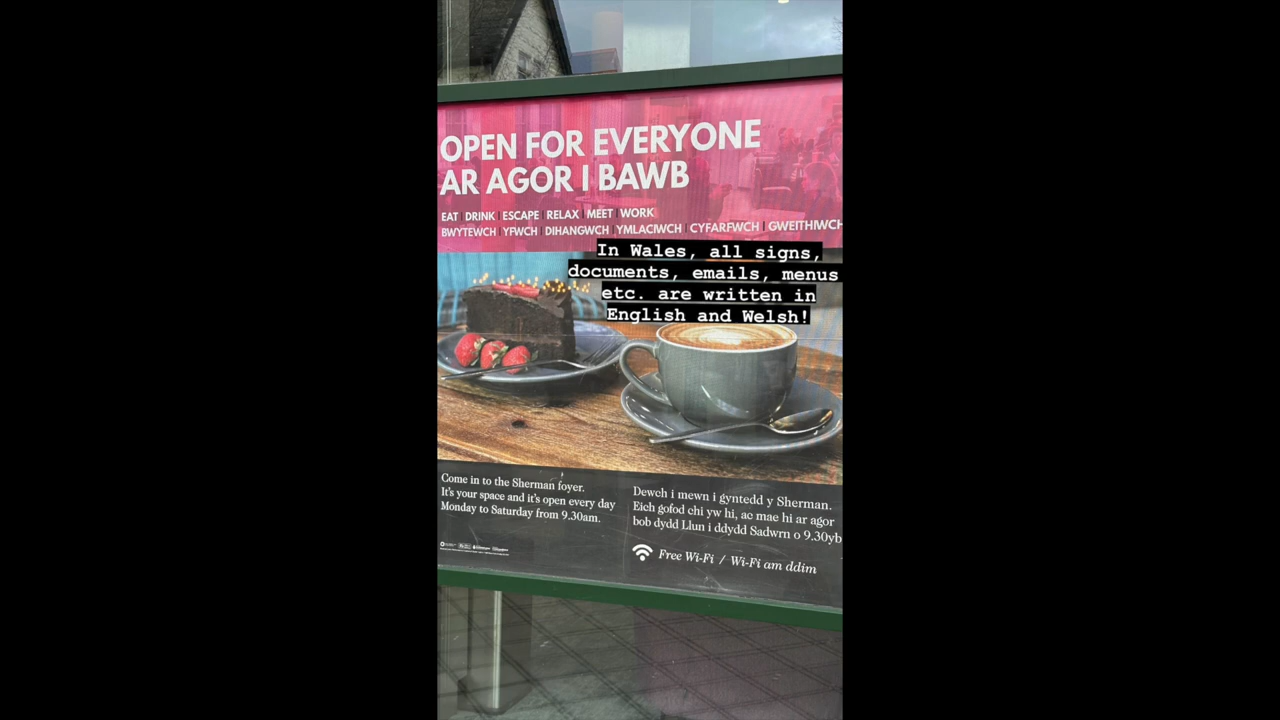 OPEN FOR EVERYONE
AR AGOR I BAWB
EAT | DRINK | ESCAPE | RELAX | MEET | WORK
BWYTEWCH | YFWCH | DIHANGWCH | YMLACIWCH | CYFARFWCH | GWEITHIWCH
In Wales, all signs,
documents, emails, menus
etc. are written in
English and Welsh!
Come in to the Sherman foyer.
It's your space and it's open every day
Monday to Saturday from 9.30am.
Dewch i mewn i gyntedd y Sherman.
Eich gofod chi yw hi, ac mae hi ar agor
bob dydd Llun i ddydd Sadwrn o 9.30yb
Free Wi-Fi / Wi-Fi am ddim